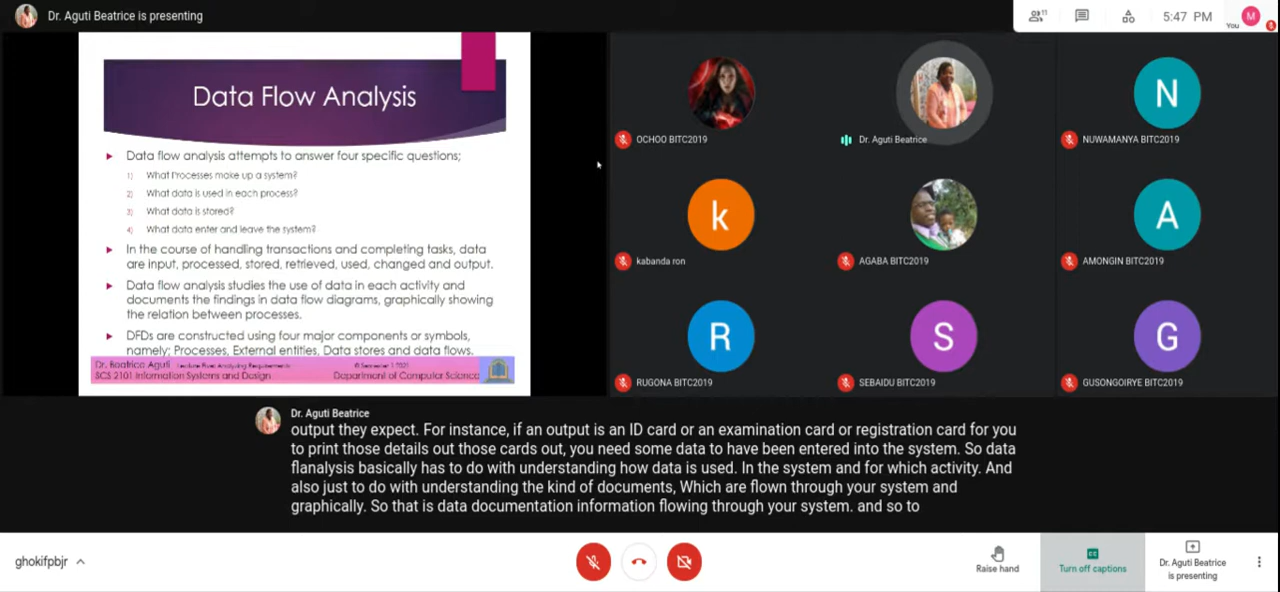 Dr. Aguti Beatrice is presenting
11
5:47 PM
You
M
Data Flow Analysis
Data flow analysis attempts to answer four specific questions;
1) What Processes make up a system?
2) What data is used in each process?
3) What data is stored?
4) What data enter and leave the system?
In the course of handling transactions and completing tasks, data
are input, processed, stored, retrieved, used, changed and output.
Data flow analysis studies the use of data in each activity and
documents the findings in data flow diagrams, graphically showing
the relation between processes.
DFDs are constructed using four major components or symbols,
namely; Processes, External entities, Data stores and data flows.
Dr. Beatrice Aguti
© Semester 1 2021
SCS 2101 Information Systems and Design
Department of Computer Science
OCHOO BITC2019
Dr. Aguti Beatrice
N
NUWAMANYA BITC2019
k
kabanda ron
AGABA BITC2019
A
AMONGIN BITC2019
R
RUGONA BITC2019
S
SEBAIDU BITC2019
G
GUSONGOIRYE BITC2019
Dr. Aguti Beatrice
output they expect. For instance, if an output is an ID card or an examination card or registration card for you
to print those details out those cards out, you need some data to have been entered into the system. So data
flanalysis basically has to do with understanding how data is used. In the system and for which activity. And
also just to do with understanding the kind of documents, Which are flown through your system and
graphically. So that is data documentation information flowing through your system. and so to
ghokifpbjr
Raise hand
Turn off captions
Dr. Aguti Beatrice
is presenting